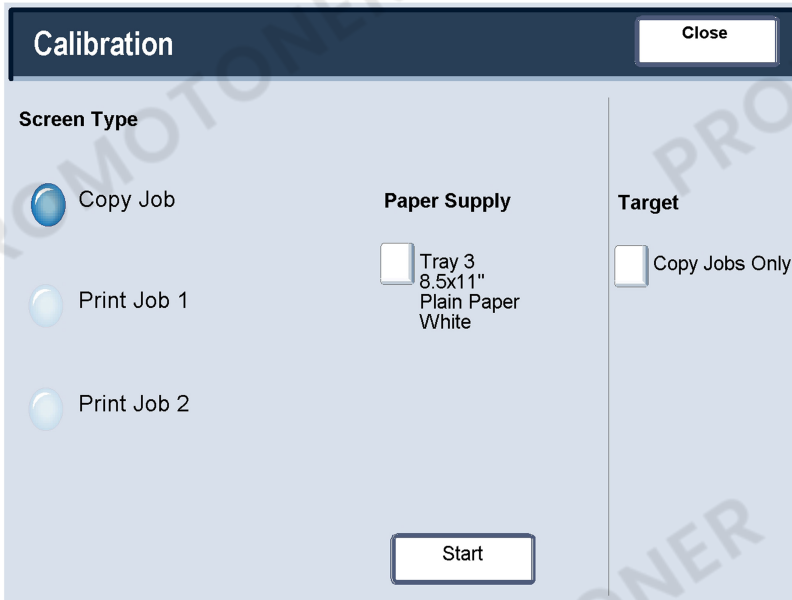 Calibration
Close
Screen Type
Copy Job
Print Job 1
Print Job 2
Paper Supply
Tray 3
8.5x11"
Plain Paper
White
Start
Target
Copy Jobs Only
PROMOTONER